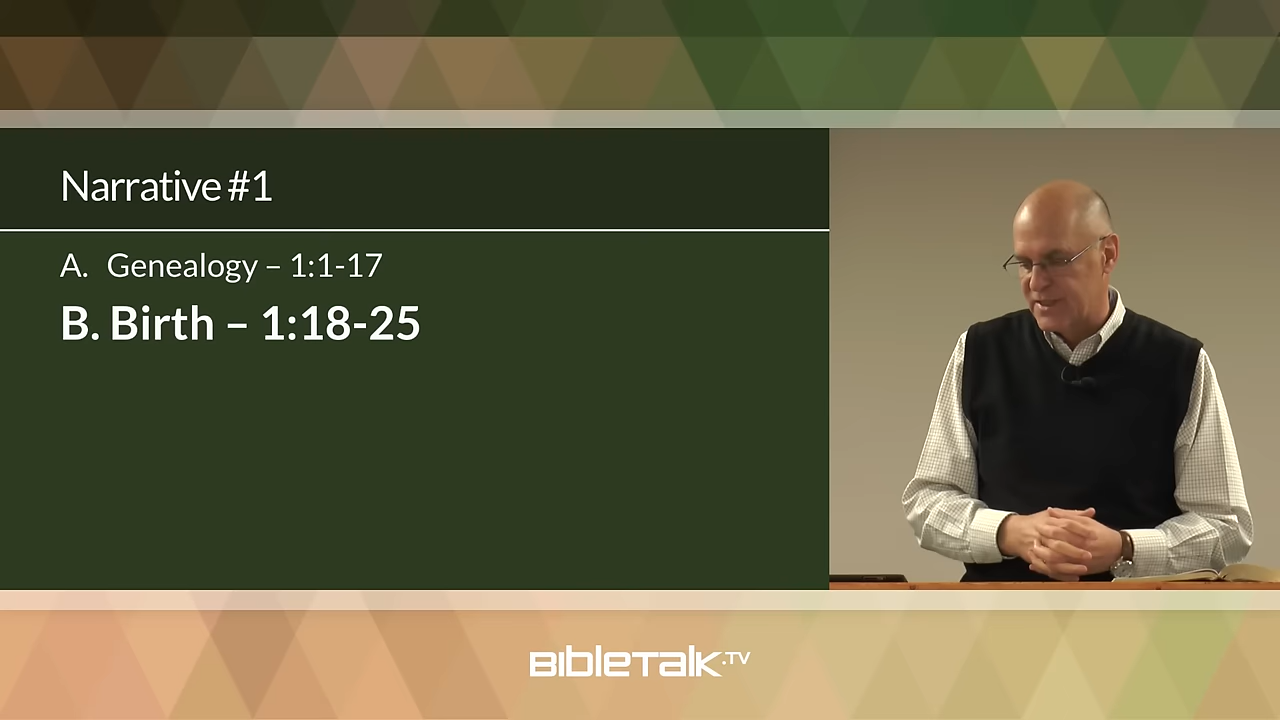 Narrative #1
A. Genealogy – 1:1-17
B. Birth – 1:18-25
BIBLETALK.TV